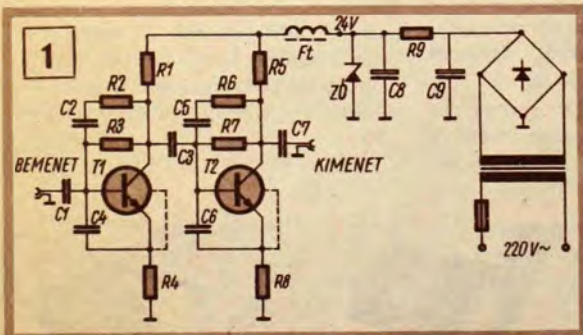 1
24V
Ft
R9
R1
R5
R2
R6
ZD
C8
C9
C2
C5
R3
R7
C7
C3
BEMENET
T1
T2
KIMENET
C1
C4
C6
R4
R8
220V~